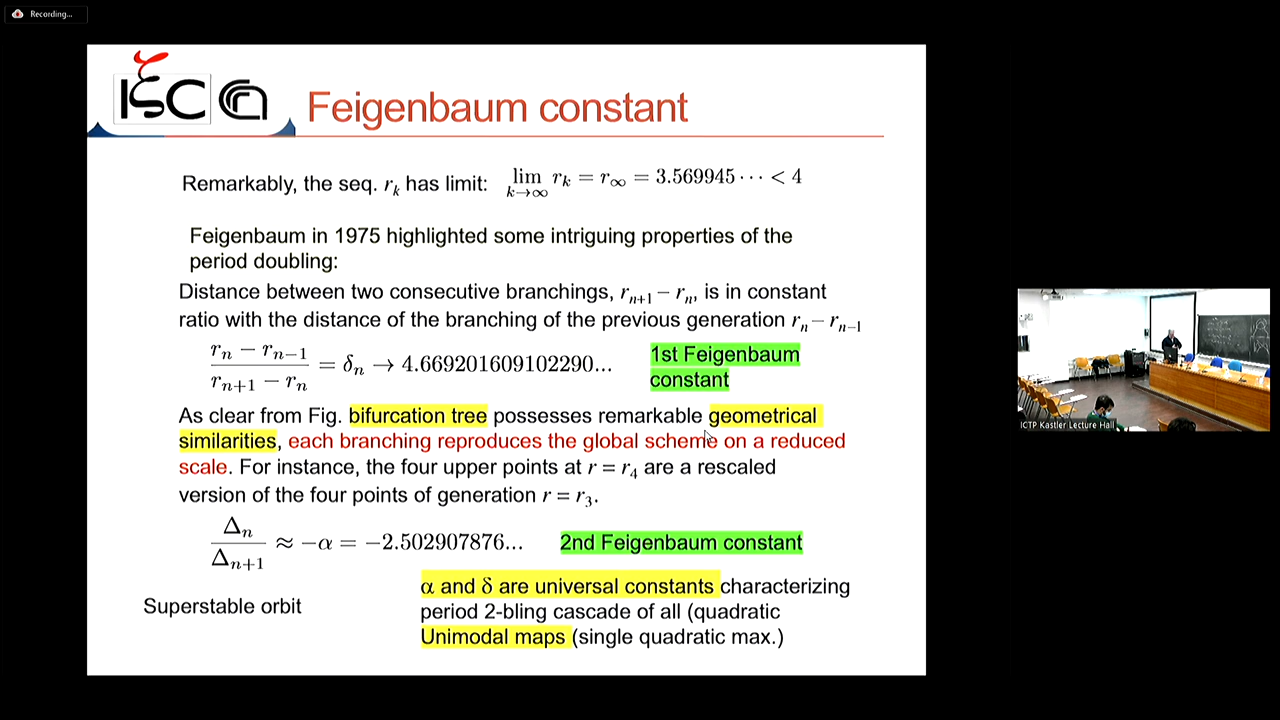 Recording...
ISC CNR
Feigenbaum constant
Remarkably, the seq. r_k has limit: lim_{k→∞} r_k = r_∞ = 3.569945 ⋯ < 4
Feigenbaum in 1975 highlighted some intriguing properties of the
period doubling:
Distance between two consecutive branchings, r_{n+1} − r_n, is in constant
ratio with the distance of the branching of the previous generation r_n − r_{n−1}
\frac{r_n − r_{n−1}}{r_{n+1} − r_n} = δ_n → 4.669201609102290...
1st Feigenbaum
constant
As clear from Fig. bifurcation tree possesses remarkable geometrical
similarities, each branching reproduces the global scheme on a reduced
scale. For instance, the four upper points at r = r_4 are a rescaled
version of the four points of generation r = r_3.
\frac{Δ_n}{Δ_{n+1}} ≈ −α = −2.502907876...
2nd Feigenbaum constant
Superstable orbit
α and δ are universal constants characterizing
period 2-bling cascade of all (quadratic
Unimodal maps (single quadratic max.)
ICTP Kastler Lecture Hall